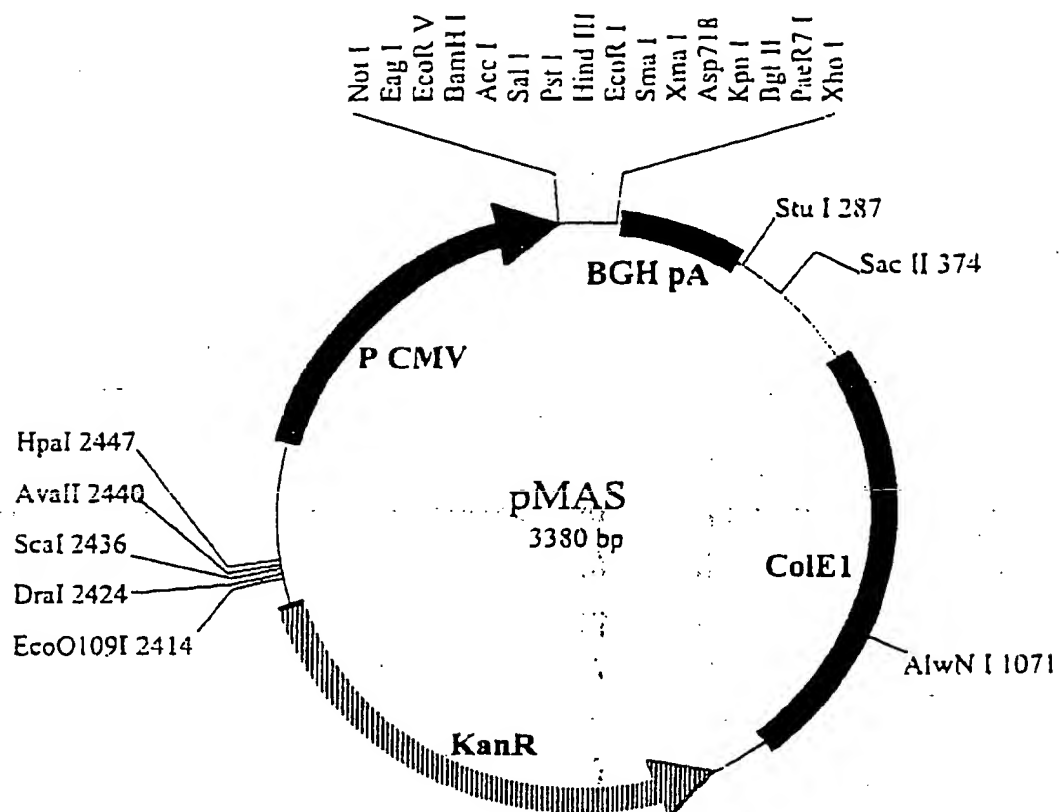 Not I
Eag I
EcoR V
BamH I
Acc I
Sal I
Pst I
Hind III
EcoR I
Sma I
Xma I
Asp718
Kpn I
Bgl II
PaeR7 I
Xho I
Stu I 287
Sac II 374
BGH pA
P CMV
HpaI 2447
AvaII 2440
ScaI 2436
DraI 2424
EcoO109I 2414
pMAS
3380 bp
ColE1
AlwN I 1071
KanR